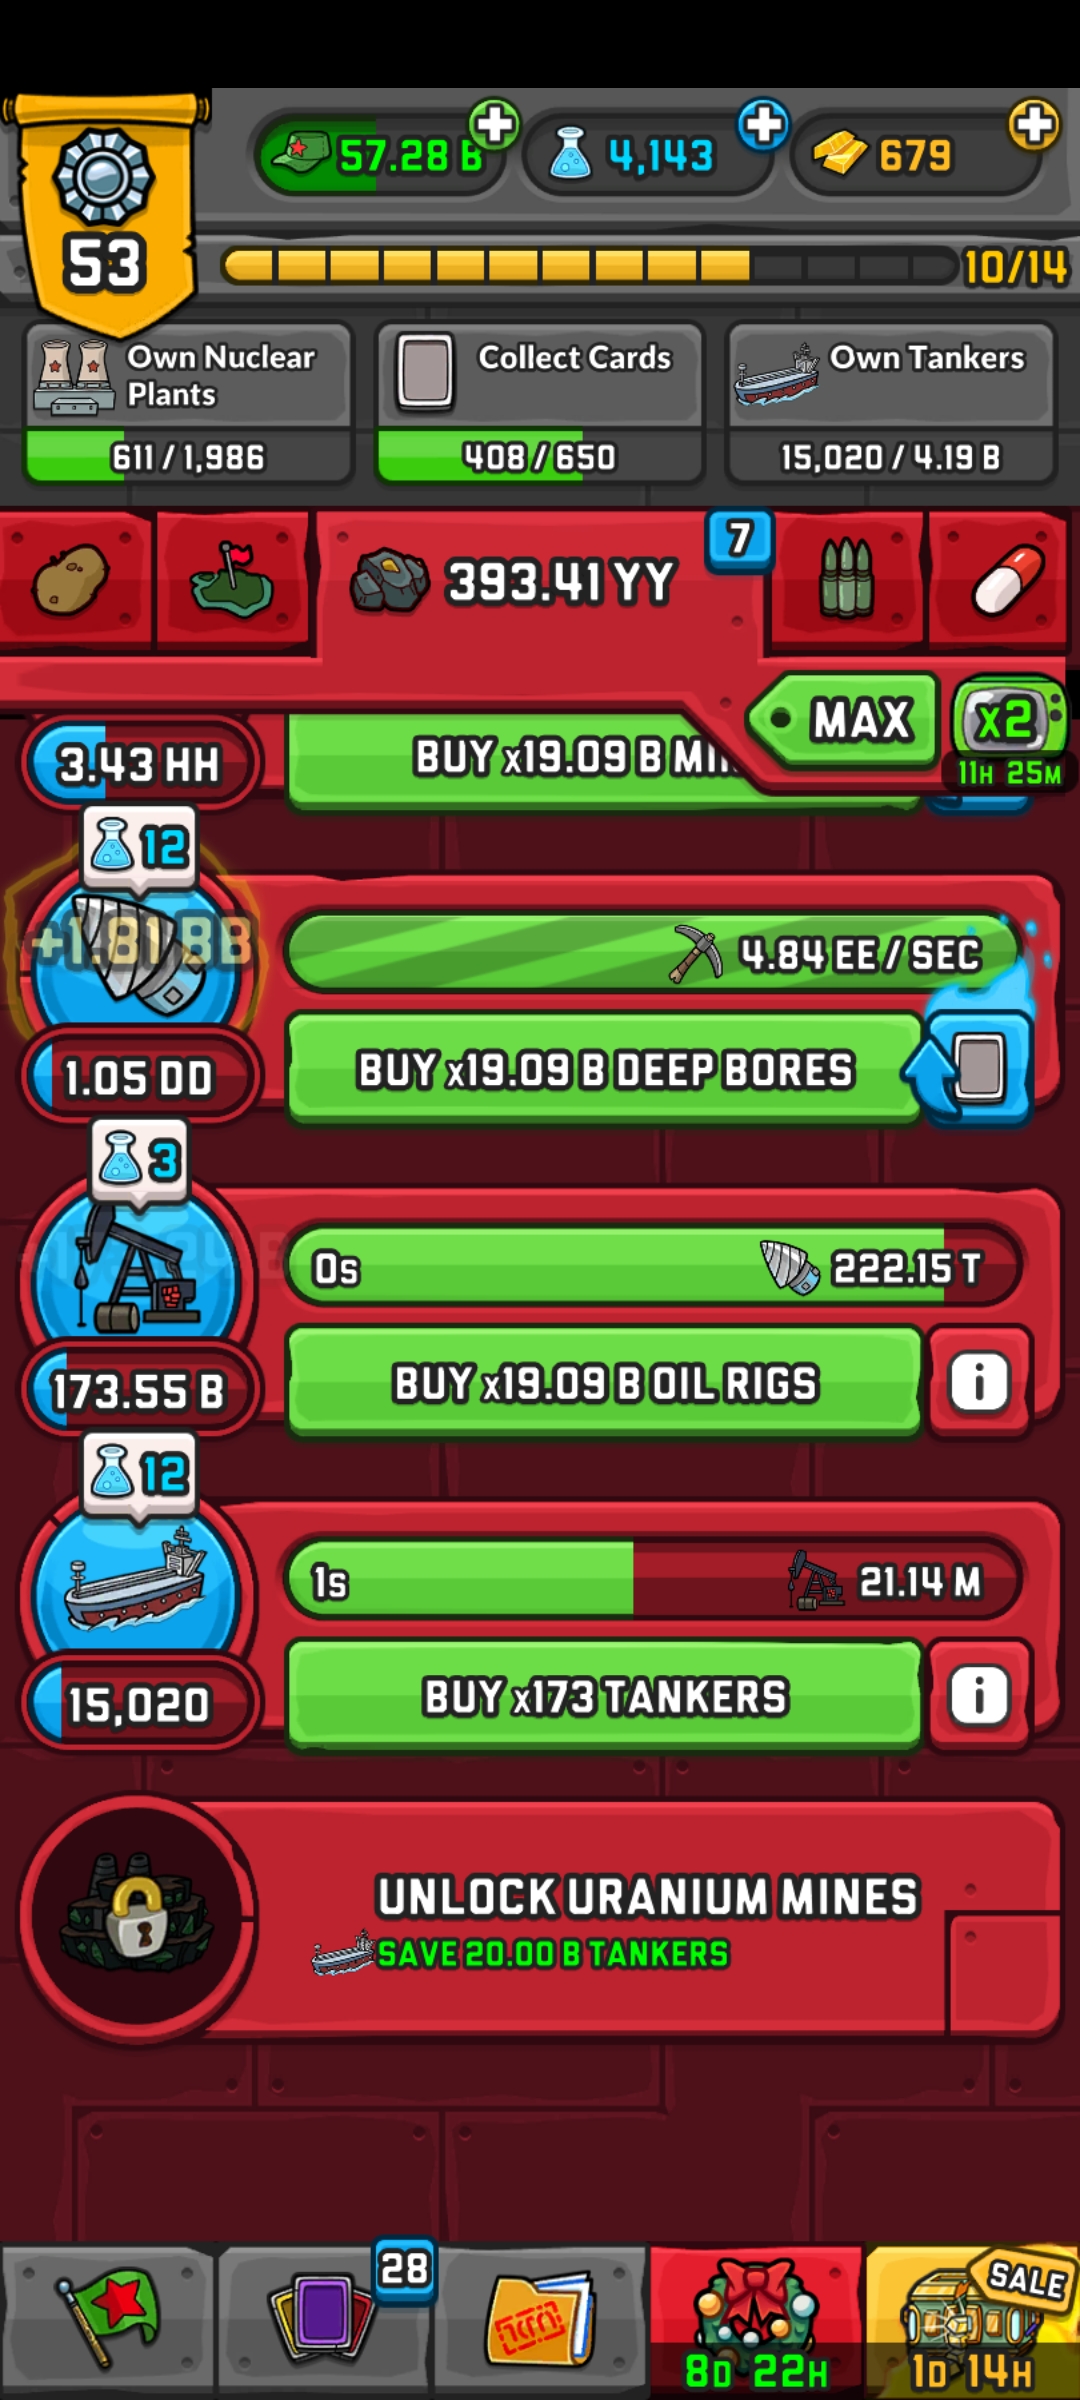 53
57.28 B
4,143
679
10/14
Own Nuclear
Plants
611 / 1,986
Collect Cards
408 / 650
Own Tankers
15,020 / 4.19 B
393.41 YY
7
MAX
x2
11H 25M
3.43 HH
BUY x19.09 B
12
+1.81 BB
4.84 EE / SEC
1.05 DD
BUY x19.09 B DEEP BORES
3
0s
222.15 T
173.55 B
BUY x19.09 B OIL RIGS
i
12
1s
21.14 M
15,020
BUY x173 TANKERS
i
UNLOCK URANIUM MINES
SAVE 20.00 B TANKERS
28
8D 22H
SALE
1D 14H